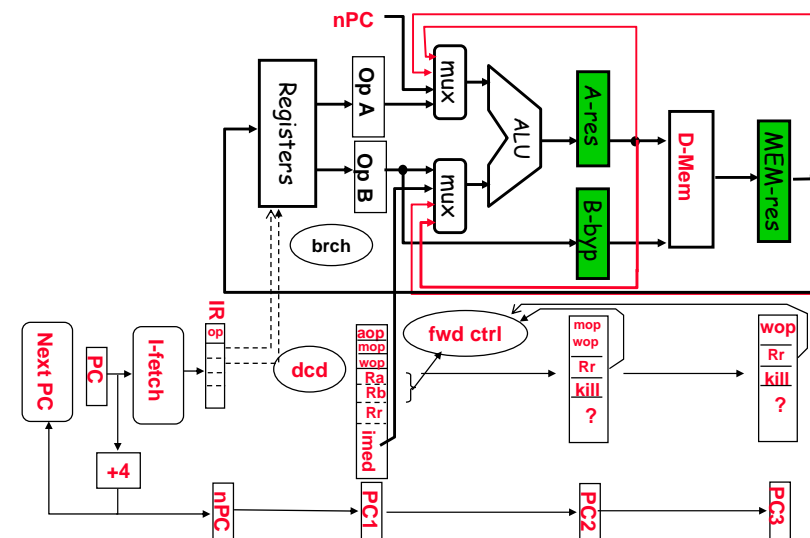 nPC
Registers
Op A
Op B
mux
mux
ALU
A-res
B-byp
D-Mem
MEM-res
brch
IR
op
dcd
fwd ctrl
Next PC
PC
I-fetch
+4
aop
mop
wop
Ra
Rb
Rr
imed
mop
wop
Rr
kill
?
wop
Rr
kill
?
nPC
PC1
PC2
PC3